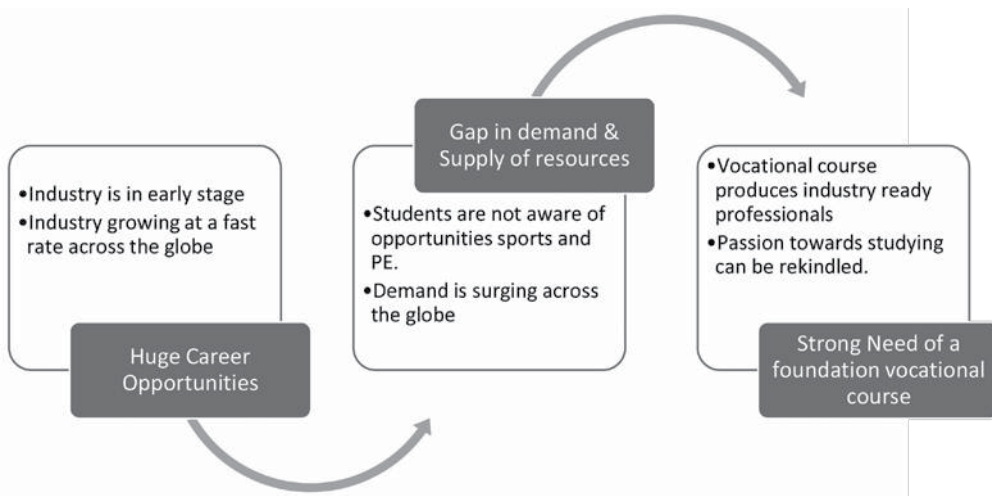 •Industry is in early stage
•Industry growing at a fast
rate across the globe
Huge Career
Opportunities
Gap in demand &
Supply of resources
•Students are not aware of
opportunities sports and
PE.
•Demand is surging across
the globe
•Vocational course
produces industry ready
professionals
•Passion towards studying
can be rekindled.
Strong Need of a
foundation vocational
course